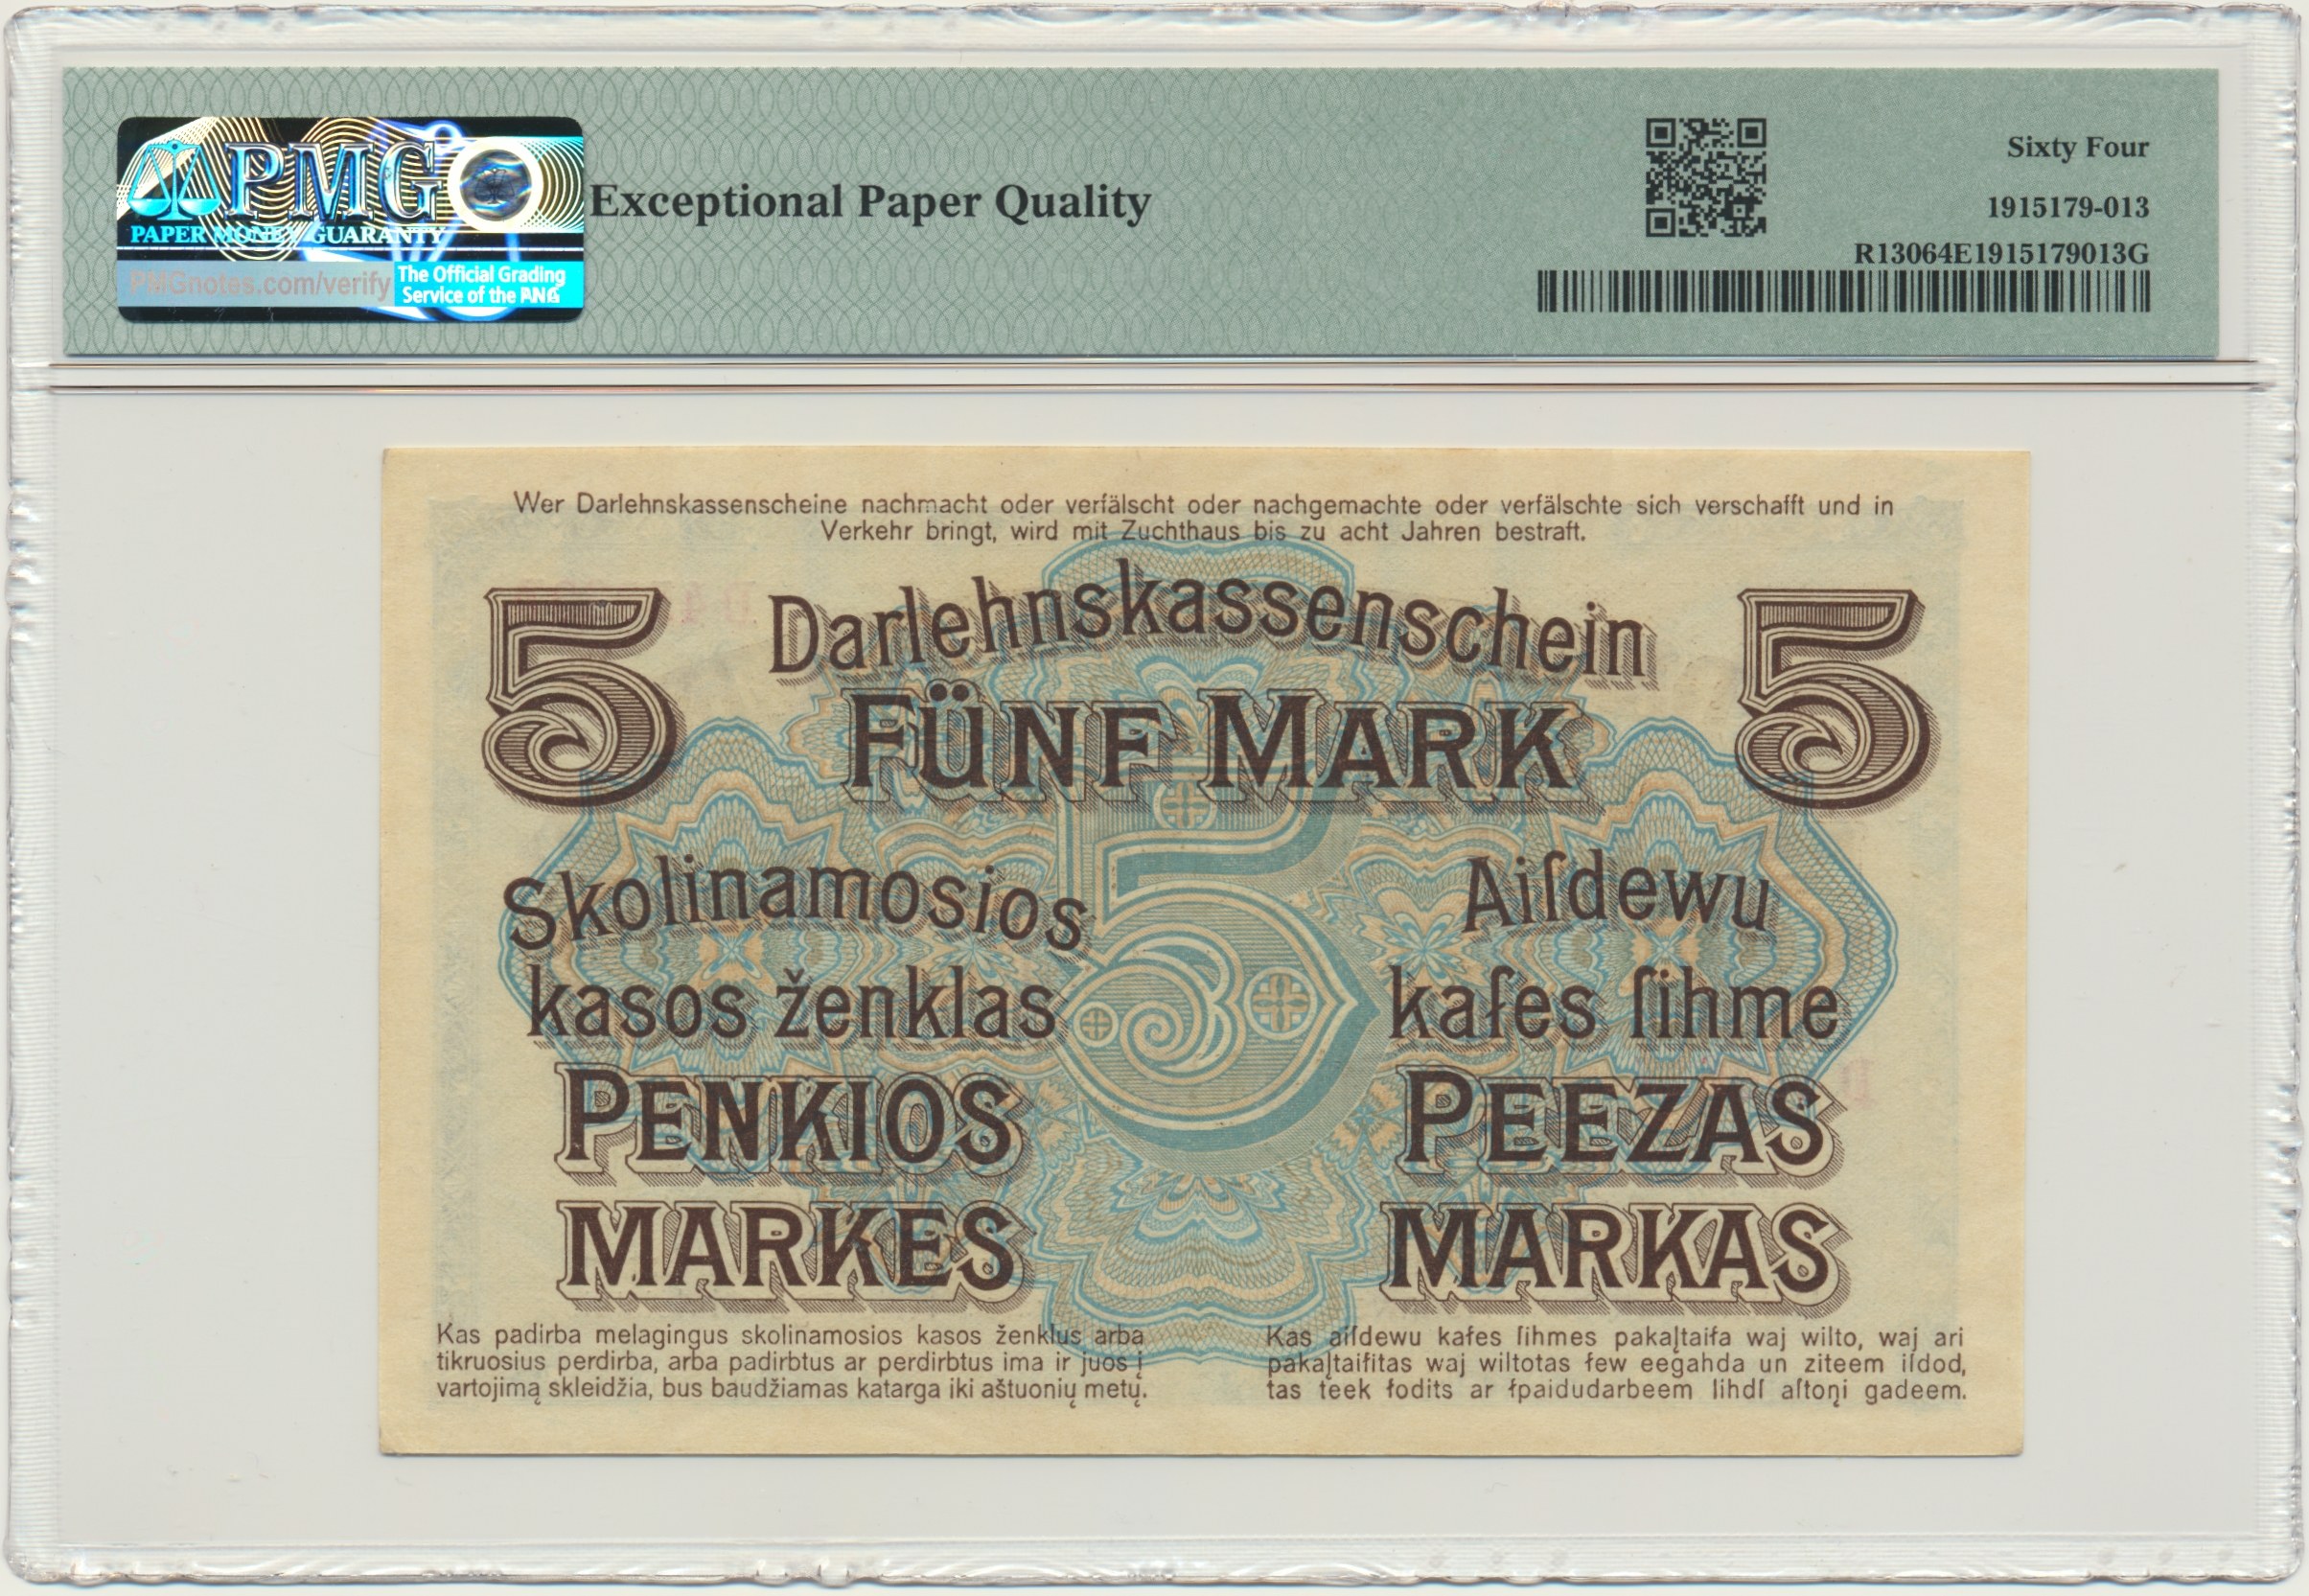 PMG
PAPER MONEY GUARANTY
PMGnotes.com/verify
The Official Grading
Service of the
Exceptional Paper Quality
Sixty Four
1915179-013
R13064E1915179013G
Wer Darlehnskassenscheine nachmacht oder verfälscht oder nachgemachte oder verfälschte sich verschafft und in
Verkehr bringt, wird mit Zuchthaus bis zu acht Jahren bestraft.
5 Darlehnskassenschein 5
FÜNF MARK
5
Skolinamosios
kasos ženklas
PENKIOS
MARKES
Aiſdewu
kaſes ſihme
PEEZAS
MARKAS
Kas padirba melagingus skolinamosios kasos ženklus arba
tikruosius perdirba, arba padirbtus ar perdirbtus ima ir juos į
vartojimą skleidžia, bus baudžiamas katarga iki aštuonių metų.
Kas aiſdewu kaſes ſihmes pakaļtaiſa waj wilto, waj ari
pakaļtaiſitas waj wiltotas ſew eegahda un ziteem iſdod,
tas teek ſodits ar ſpaidudarbeem lihdſ aſtoņi gadeem.